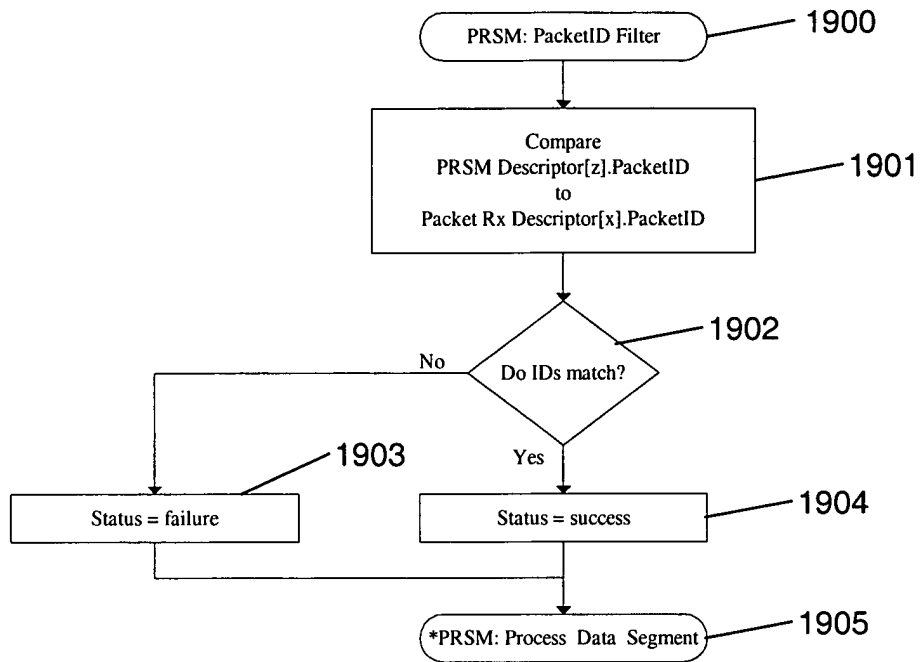 PRSM: PacketID Filter
1900
Compare
PRSM Descriptor[z].PacketID
to
Packet Rx Descriptor[x].PacketID
1901
1902
No
Do IDs match?
Yes
1903
Status = failure
Status = success
1904
*PRSM: Process Data Segment
1905